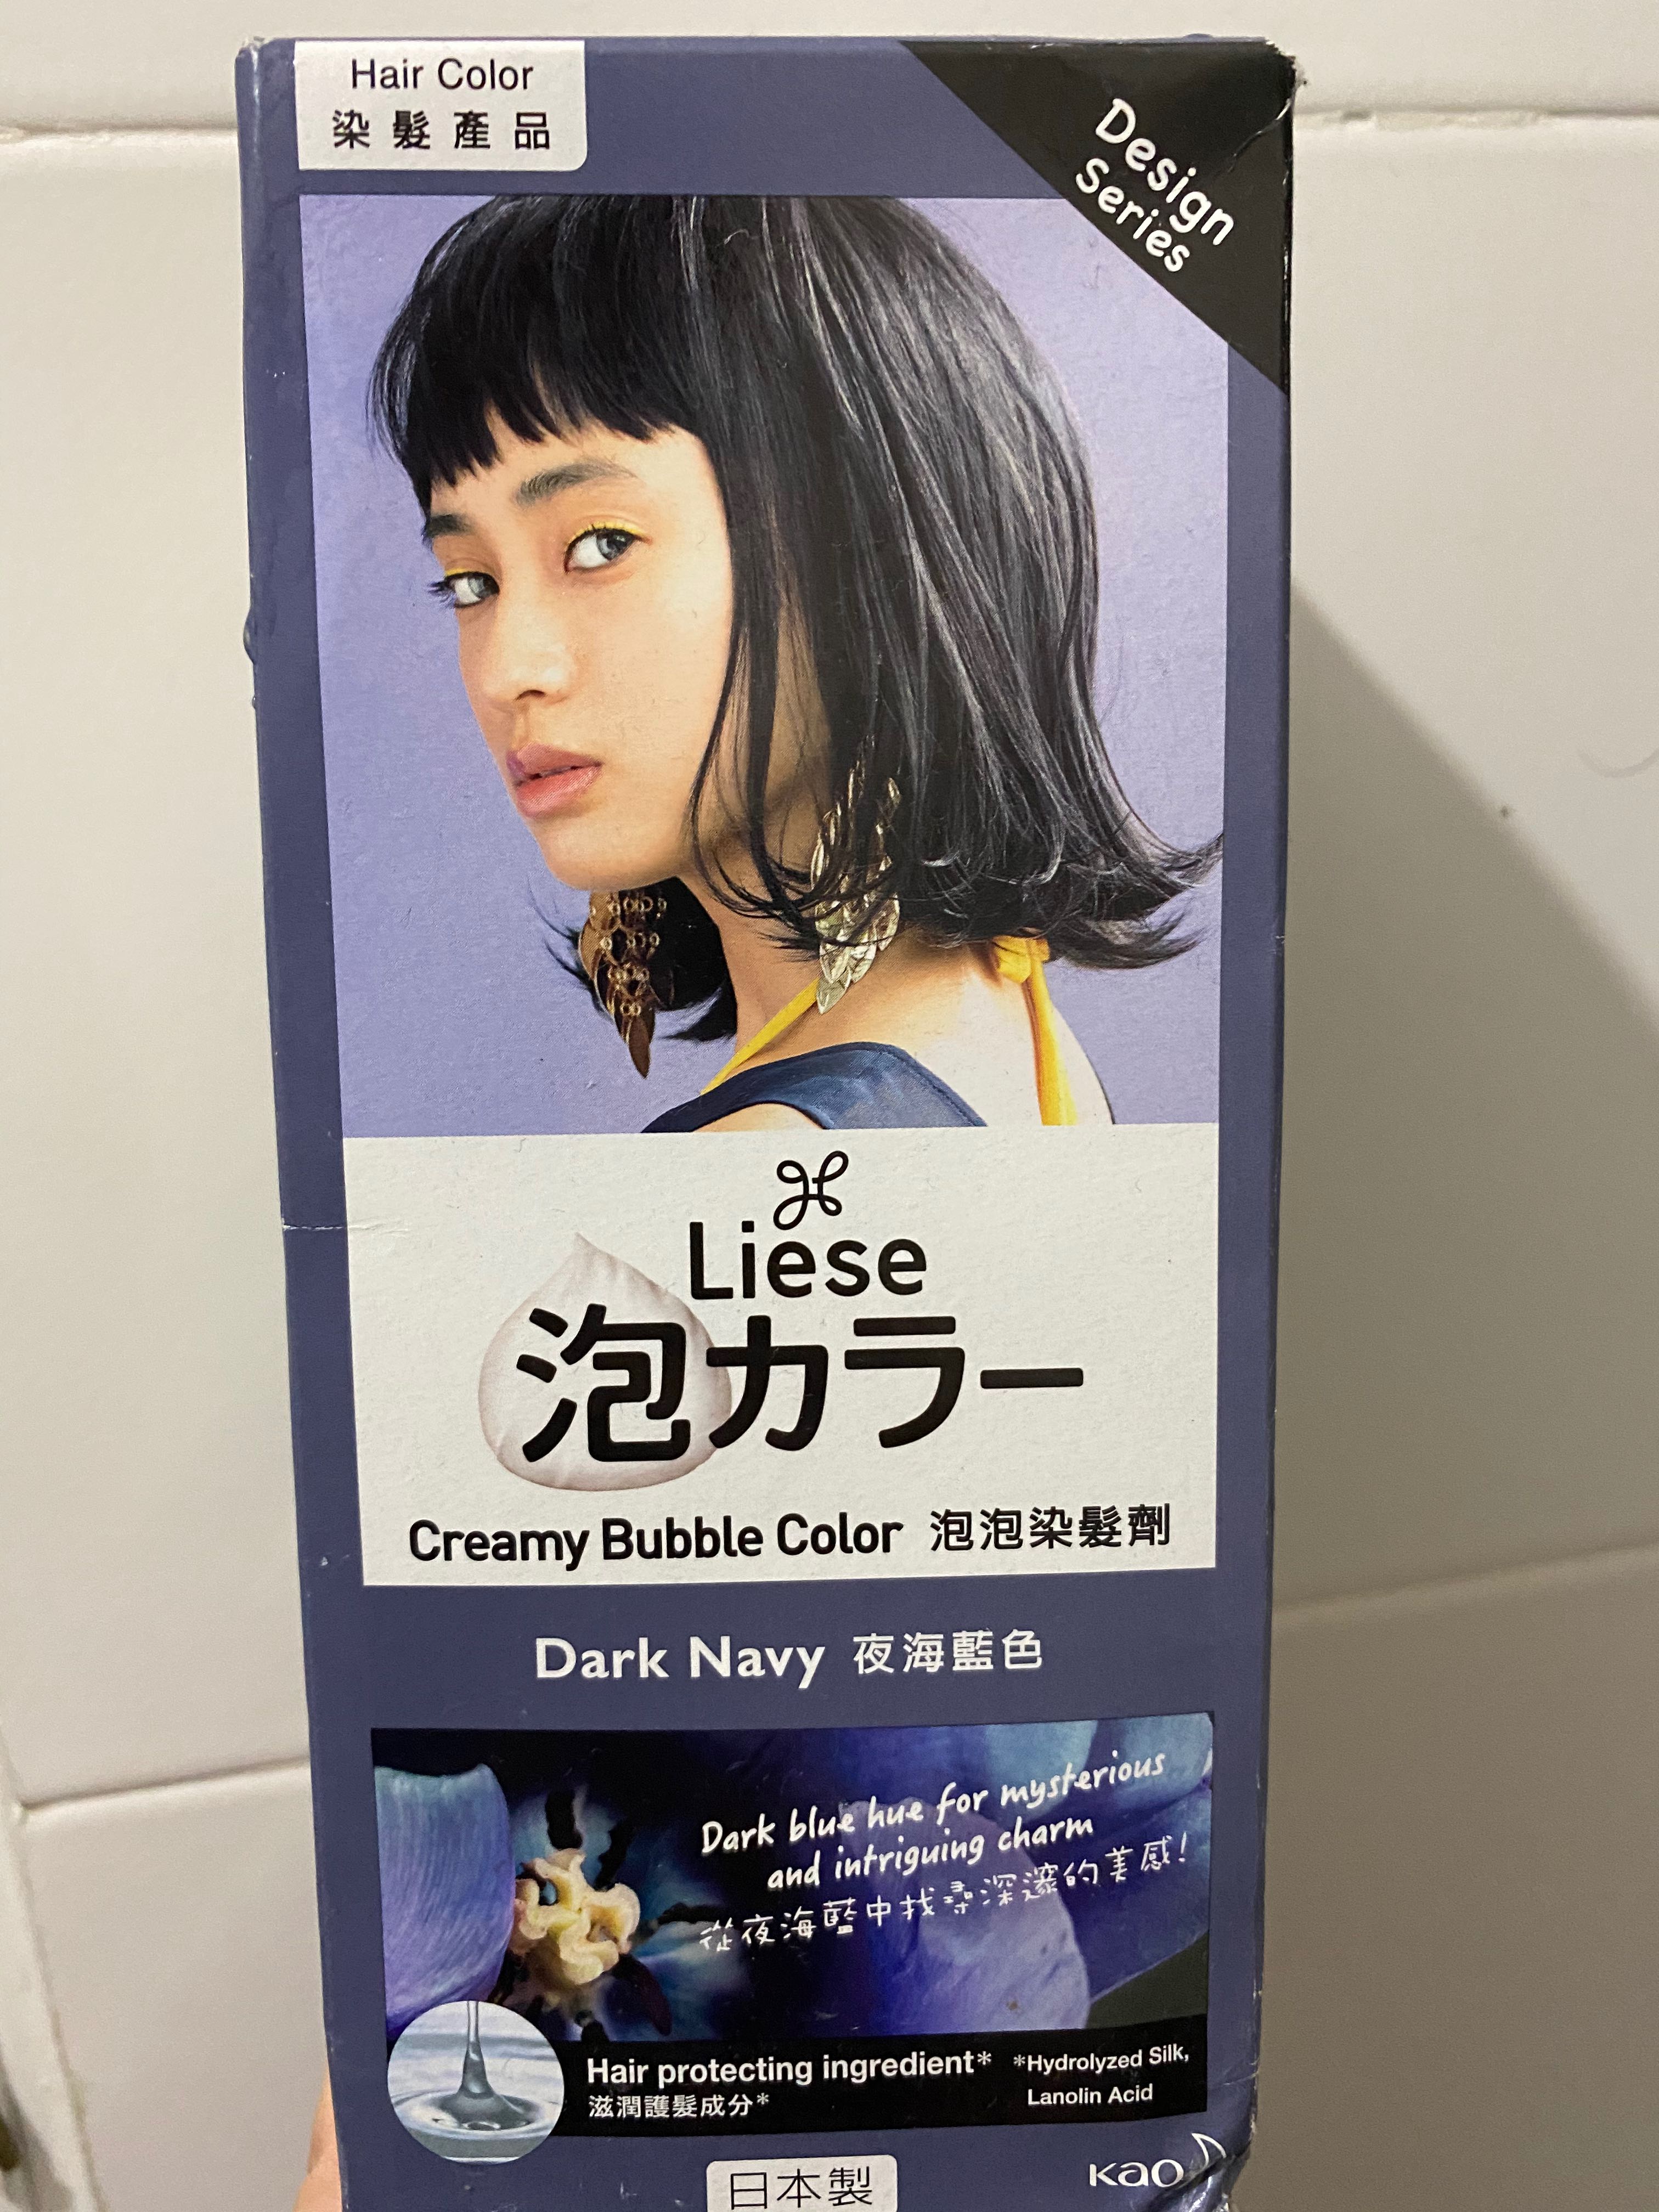 Hair Color
染髮產品
Design
Series
Liese
泡カラー
Creamy Bubble Color 泡泡染髮劑
Dark Navy 夜海藍色
Dark blue hue for mysterious
and intriguing charm
從夜海藍中找尋深邃的美感!
Hair protecting ingredient* *Hydrolyzed Silk,
滋潤護髮成分* Lanolin Acid
日本製
Kao